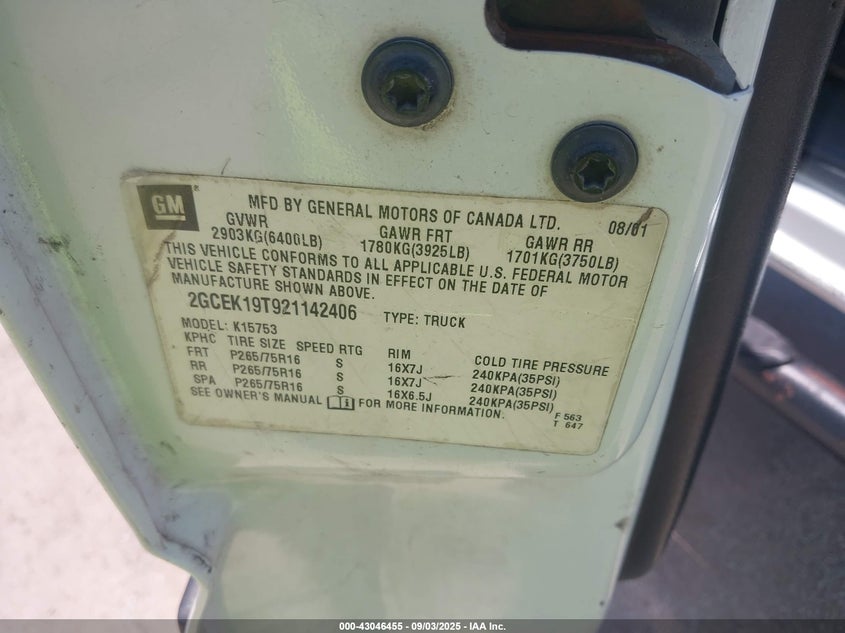 GM ®
MFD BY GENERAL MOTORS OF CANADA LTD. 08/01
GVWR GAWR FRT GAWR RR
2903KG(6400LB) 1780KG(3925LB) 1701KG(3750LB)
THIS VEHICLE CONFORMS TO ALL APPLICABLE U.S. FEDERAL MOTOR
VEHICLE SAFETY STANDARDS IN EFFECT ON THE DATE OF
MANUFACTURE SHOWN ABOVE.
2GCEK19T921142406 TYPE: TRUCK
MODEL: K15753
KPHC TIRE SIZE SPEED RTG RIM COLD TIRE PRESSURE
FRT P265/75R16 S 16X7J 240KPA(35PSI)
RR P265/75R16 S 16X7J 240KPA(35PSI)
SPA P265/75R16 S 16X6.5J 240KPA(35PSI)
SEE OWNER'S MANUAL FOR MORE INFORMATION.
F 563
T 647
000-43046455 - 09/03/2025 - IAA Inc.